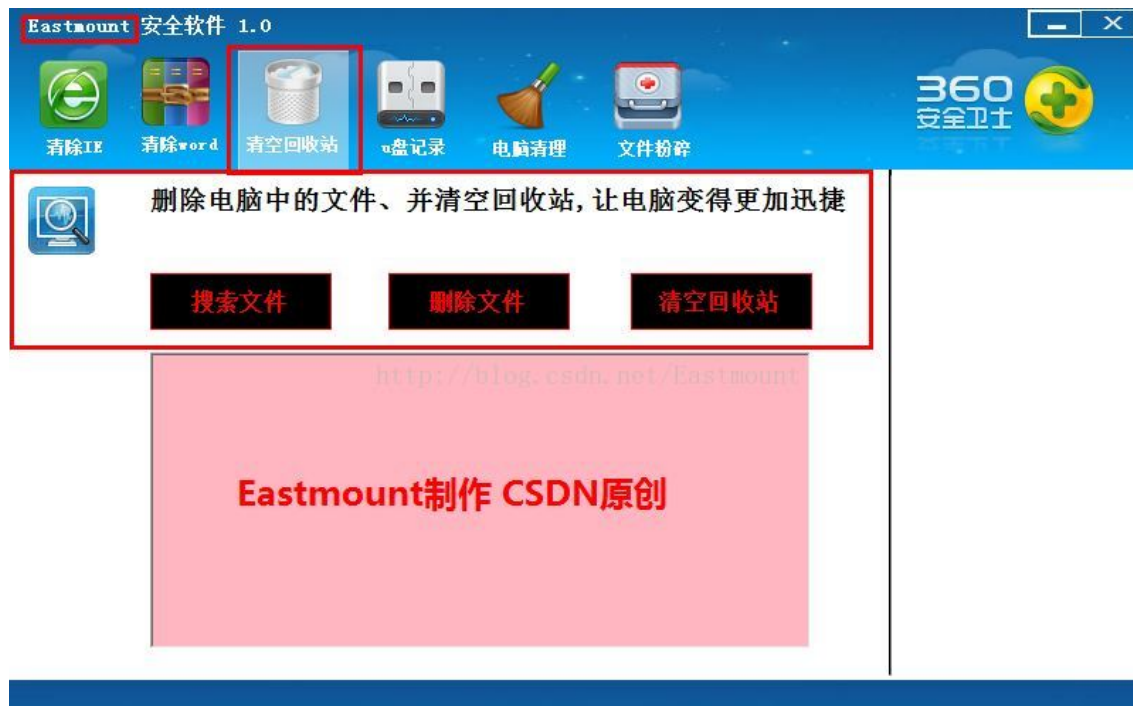 Eastmount 安全软件 1.0
清除IE 清除word 清空回收站 u盘记录 电脑清理 文件粉碎
360
安全卫士
删除电脑中的文件、并清空回收站,让电脑变得更加迅捷
搜索文件 删除文件 清空回收站
http://blog.csdn.net/Eastmount
Eastmount制作 CSDN原创